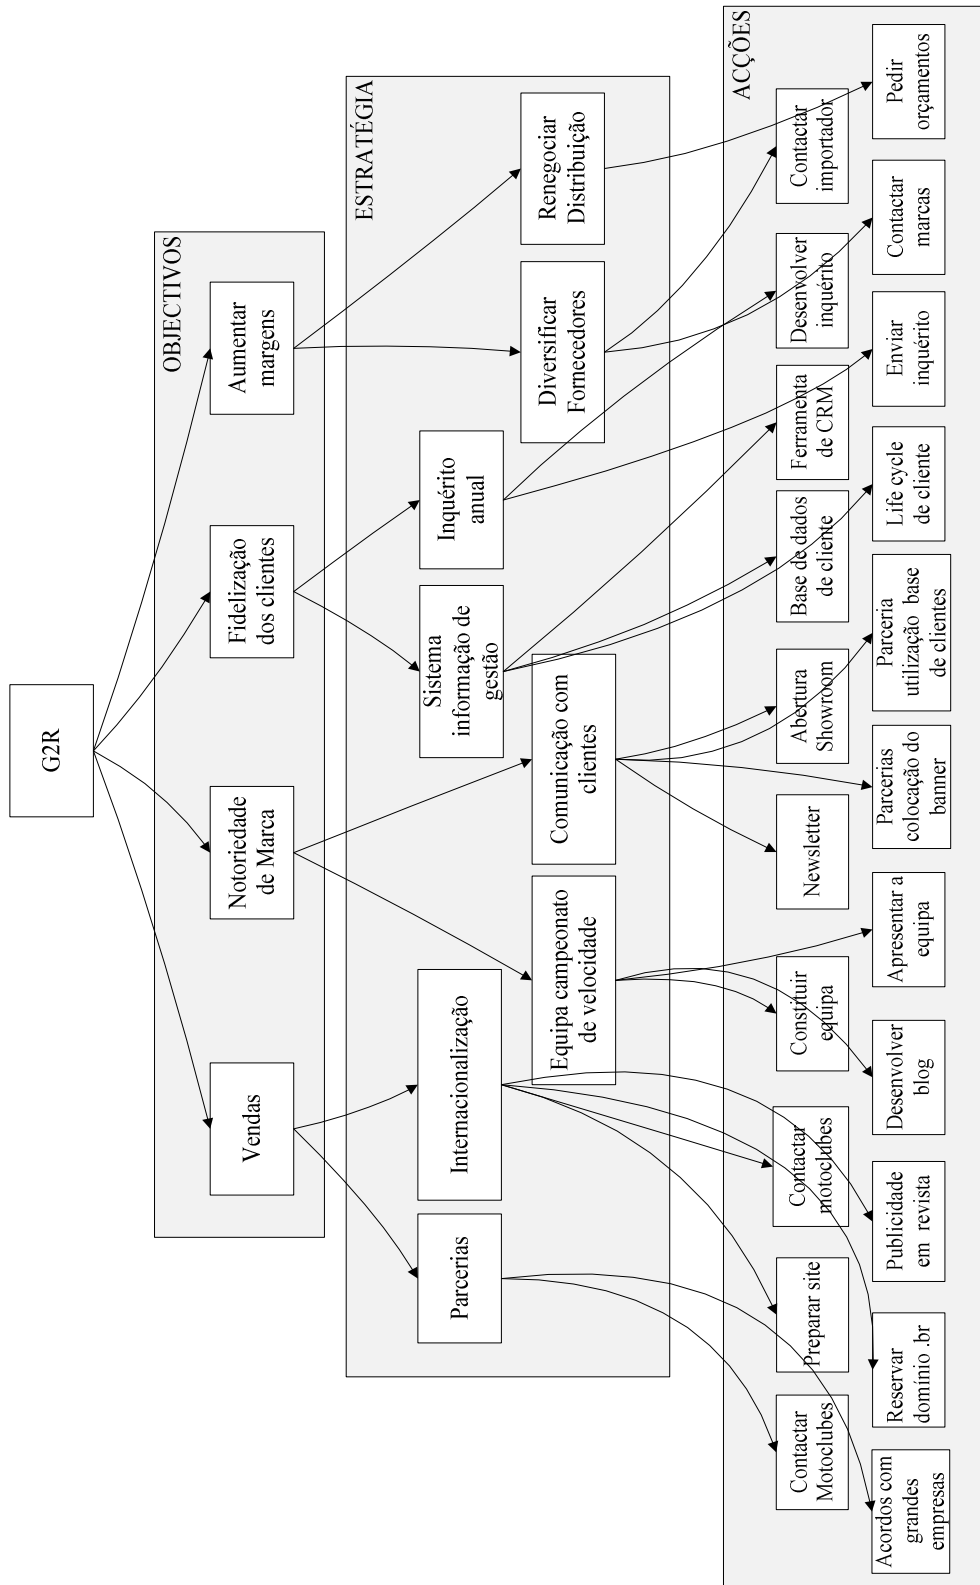 G2R
OBJECTIVOS
Vendas
Notoriedade
de Marca
Fidelização
dos clientes
Aumentar
margens
ESTRATÉGIA
Parcerias
Internacionalização
Equipa campeonato
de velocidade
Comunicação com
clientes
Sistema
informação de
gestão
Inquérito
anual
Diversificar
Fornecedores
Renegociar
Distribuição
ACÇÕES
Contactar
Motoclubes
Preparar site
Contactar
motoclubes
Constituir
equipa
Newsletter
Abertura
Showroom
Base de dados
de cliente
Ferramenta
de CRM
Desenvolver
inquérito
Contactar
importador
Acordos com
grandes
empresas
Reservar
domínio .br
Publicidade
em revista
Desenvolver
blog
Apresentar a
equipa
Parcerias
colocação do
banner
Parceria
utilização base
de clientes
Life cycle
de cliente
Enviar
inquérito
Contactar
marcas
Pedir
orçamentos